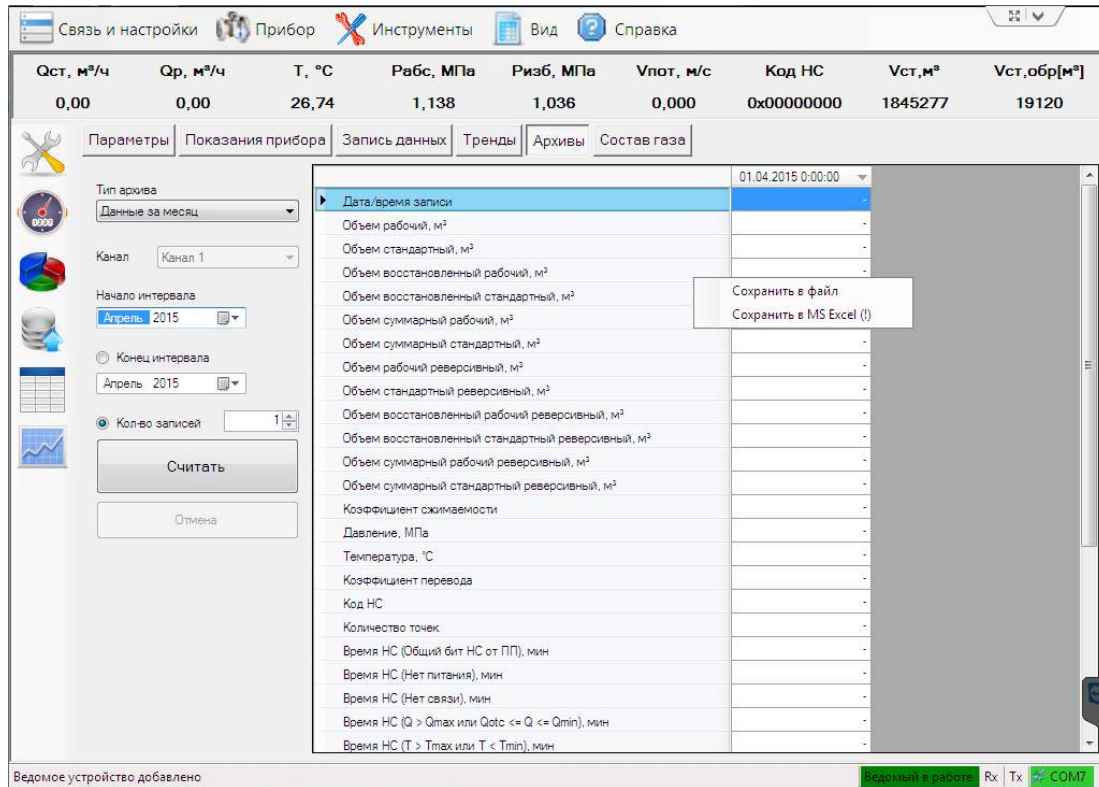 Связь и настройки Прибор Инструменты Вид Справка
Qст, м³/ч Qр, м³/ч T, °C Рабс, МПа Ризб, МПа Vпот, м/с Код НС Vст,м³ Vст,обр[м³]
0,00 0,00 26,74 1,138 1,036 0,000 0x00000000 1845277 19120
Параметры Показания прибора Запись данных Тренды Архивы Состав газа
Тип архива
Данные за месяц
Канал Канал 1
Начало интервала
Апрель 2015
Конец интервала
Апрель 2015
Кол-во записей 1
Считать
Отмена
01.04.2015 0:00:00
Дата/время записи -
Объем рабочий, м³ -
Объем стандартный, м³ -
Объем восстановленный рабочий, м³ -
Объем восстановленный стандартный, м³
Объем суммарный рабочий, м³
Объем суммарный стандартный, м³ -
Объем рабочий реверсивный, м³ -
Объем стандартный реверсивный, м³ -
Объем восстановленный рабочий реверсивный, м³ -
Объем восстановленный стандартный реверсивный, м³ -
Объем суммарный рабочий реверсивный, м³ -
Объем суммарный стандартный реверсивный, м³ -
Коэффициент сжимаемости -
Давление, МПа -
Температура, °C -
Коэффициент перевода -
Код НС -
Количество точек -
Время НС (Общий бит НС от ПП), мин -
Время НС (Нет питания), мин -
Время НС (Нет связи), мин -
Время НС (Q > Qmax или Qotc <= Q <= Qmin), мин -
Время НС (T > Tmax или T < Tmin), мин -
Сохранить в файл
Сохранить в MS Excel (!)
Ведомое устройство добавлено Ведомый в работе Rx Tx COM7